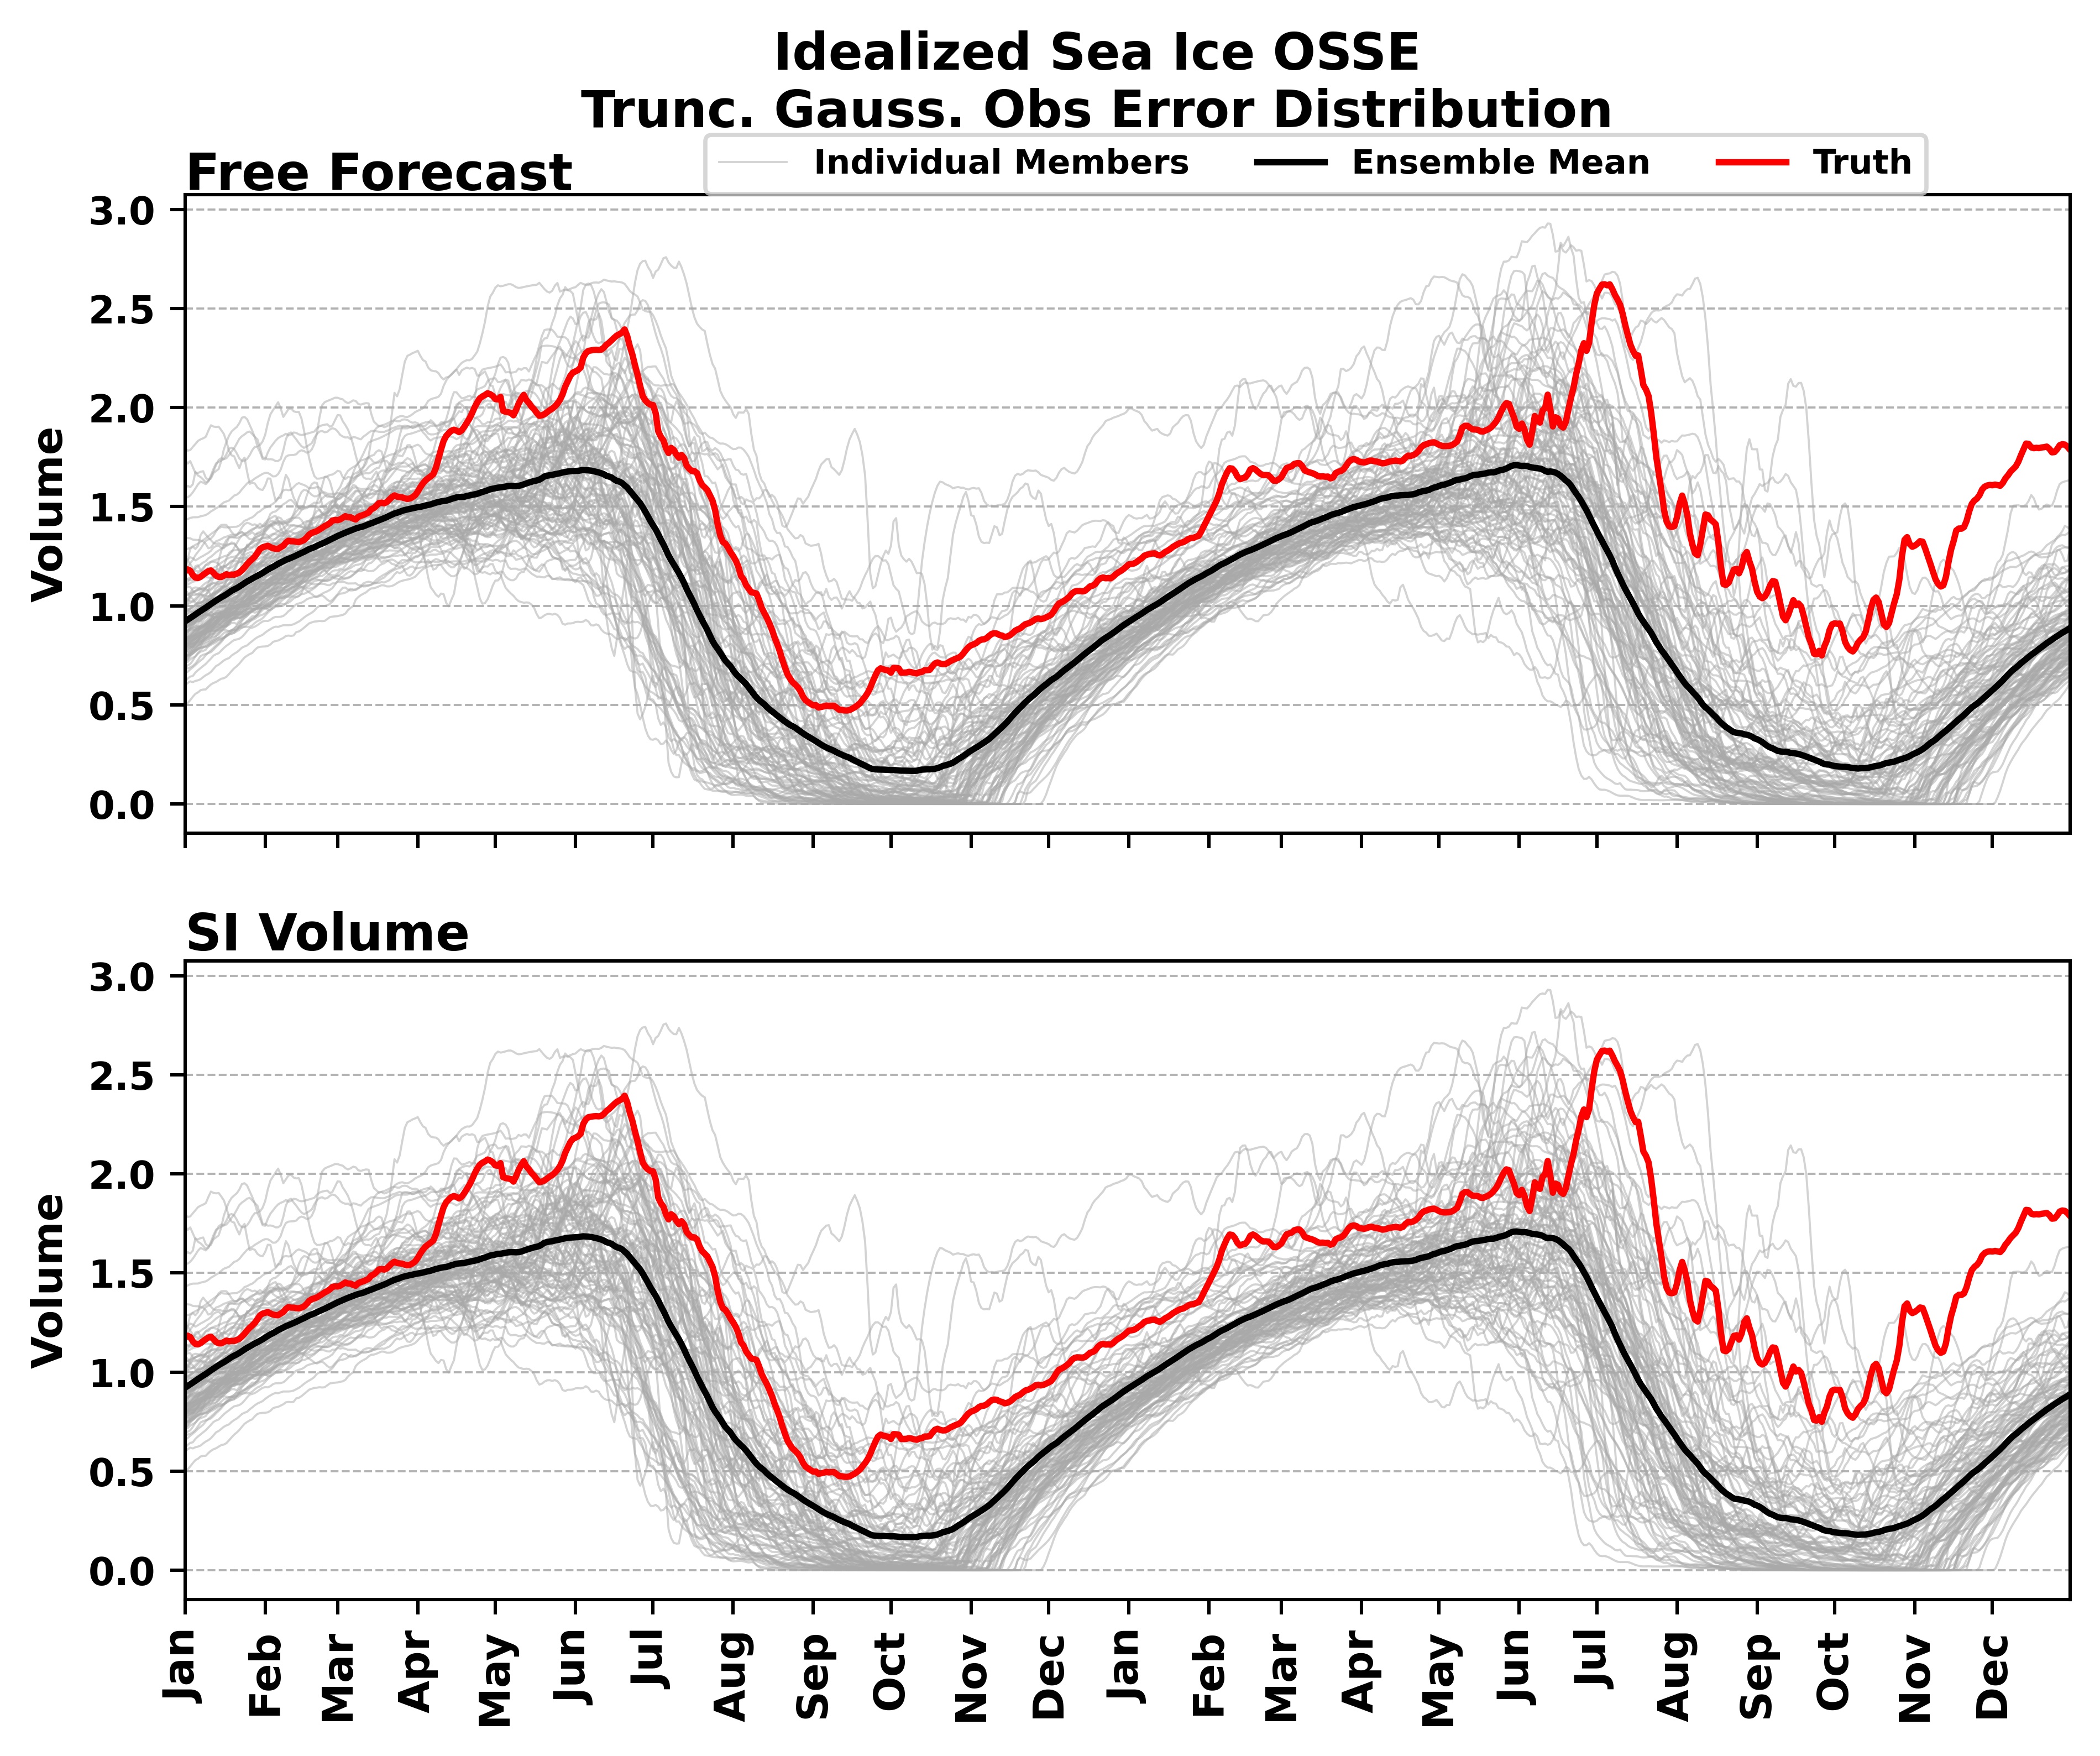 Idealized Sea Ice OSSE
Trunc. Gauss. Obs Error Distribution
Free Forecast
Individual Members Ensemble Mean Truth
3.0
2.5
2.0
1.5
1.0
0.5
0.0
Volume
SI Volume
3.0
2.5
2.0
1.5
1.0
0.5
0.0
Volume
Jan Feb Mar Apr May Jun Jul Aug Sep Oct Nov Dec Jan Feb Mar Apr May Jun Jul Aug Sep Oct Nov Dec